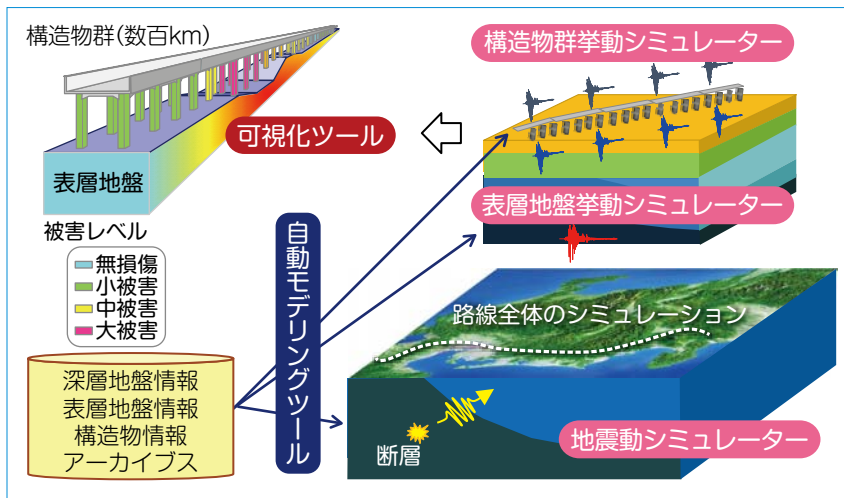 構造物群(数百km)
構造物群挙動シミュレーター
可視化ツール
表層地盤
表層地盤挙動シミュレーター
被害レベル
無損傷
小被害
中被害
大被害
自動モデリングツール
路線全体のシミュレーション
深層地盤情報
表層地盤情報
構造物情報
アーカイブス
断層
地震動シミュレーター